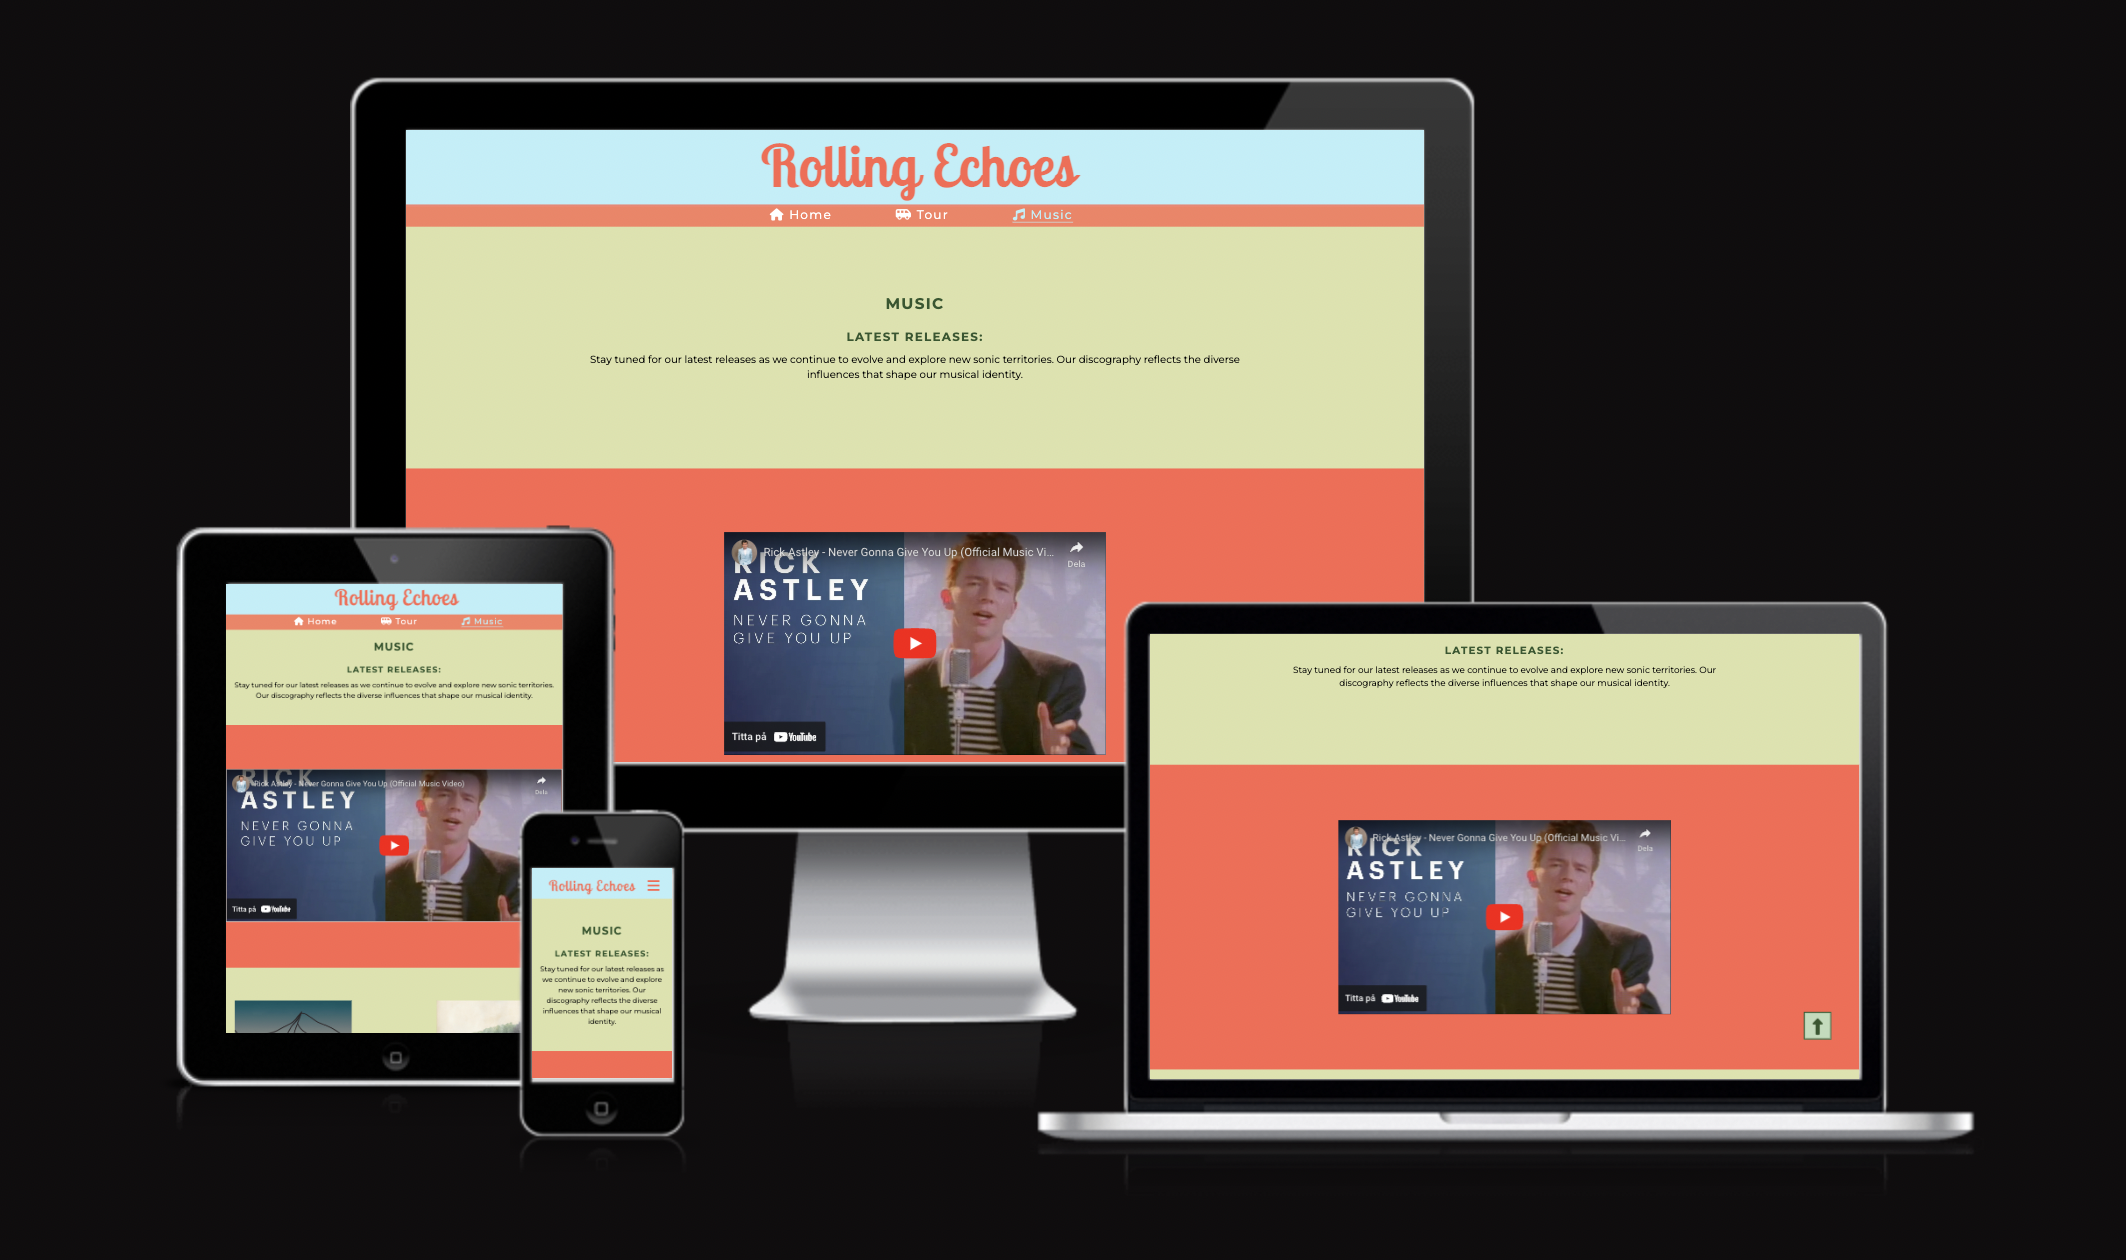 Rolling Echoes
Home Tour Music
MUSIC
LATEST RELEASES:
Stay tuned for our latest releases as we continue to evolve and explore new sonic territories. Our discography reflects the diverse
influences that shape our musical identity.
Rick Astley - Never Gonna Give You Up (Official Music Vi...
Dela
RICK
ASTLEY
NEVER GONNA
GIVE YOU UP
Titta på YouTube
Rolling Echoes
Home Tour Music
MUSIC
LATEST RELEASES:
Stay tuned for our latest releases as we continue to evolve and explore new sonic territories.
Our discography reflects the diverse influences that shape our musical identity.
Rick Astley - Never Gonna Give You Up (Official Music Video)
Dela
RICK
ASTLEY
NEVER GONNA
GIVE YOU UP
Titta på YouTube
Rolling Echoes
MUSIC
LATEST RELEASES:
Stay tuned for our latest releases as
we continue to evolve and explore
new sonic territories. Our
discography reflects the diverse
influences that shape our musical
identity.
LATEST RELEASES:
Stay tuned for our latest releases as we continue to evolve and explore new sonic territories. Our
discography reflects the diverse influences that shape our musical identity.
Rick Astley - Never Gonna Give You Up (Official Music Vi...
Dela
RICK
ASTLEY
NEVER GONNA
GIVE YOU UP
Titta på YouTube